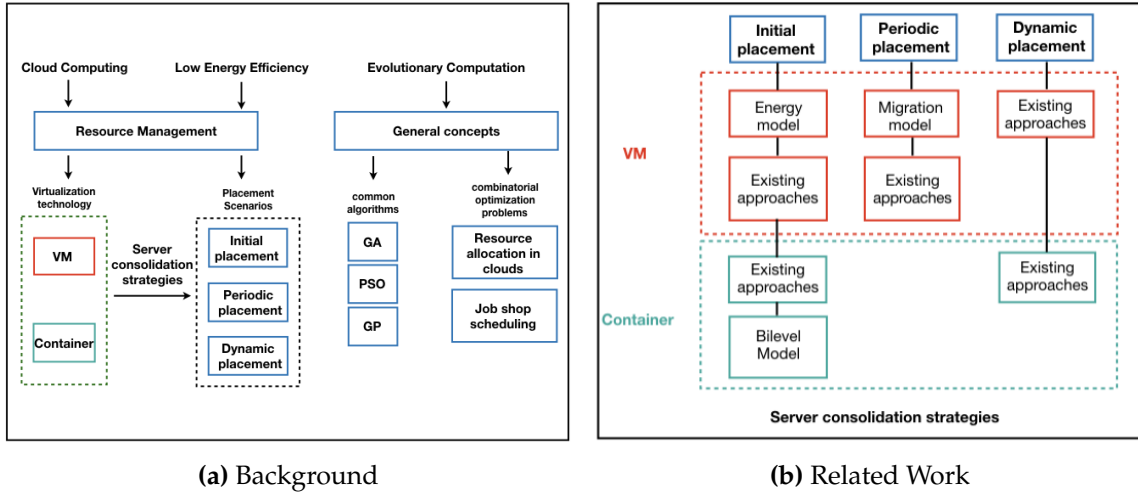 Cloud Computing
Low Energy Efficiency
Evolutionary Computation
Resource Management
General concepts
Virtualization
technology
Placement
Scenarios
common
algorithms
combinatorial
optimization
problems
VM
Container
Server
consolidation
strategies
Initial
placement
Periodic
placement
Dynamic
placement
GA
PSO
GP
Resource
allocation in
clouds
Job shop
scheduling
(a) Background
Initial
placement
Periodic
placement
Dynamic
placement
VM
Energy
model
Migration
model
Existing
approaches
Existing
approaches
Existing
approaches
Container
Existing
approaches
Existing
approaches
Bilevel
Model
Server consolidation strategies
(b) Related Work